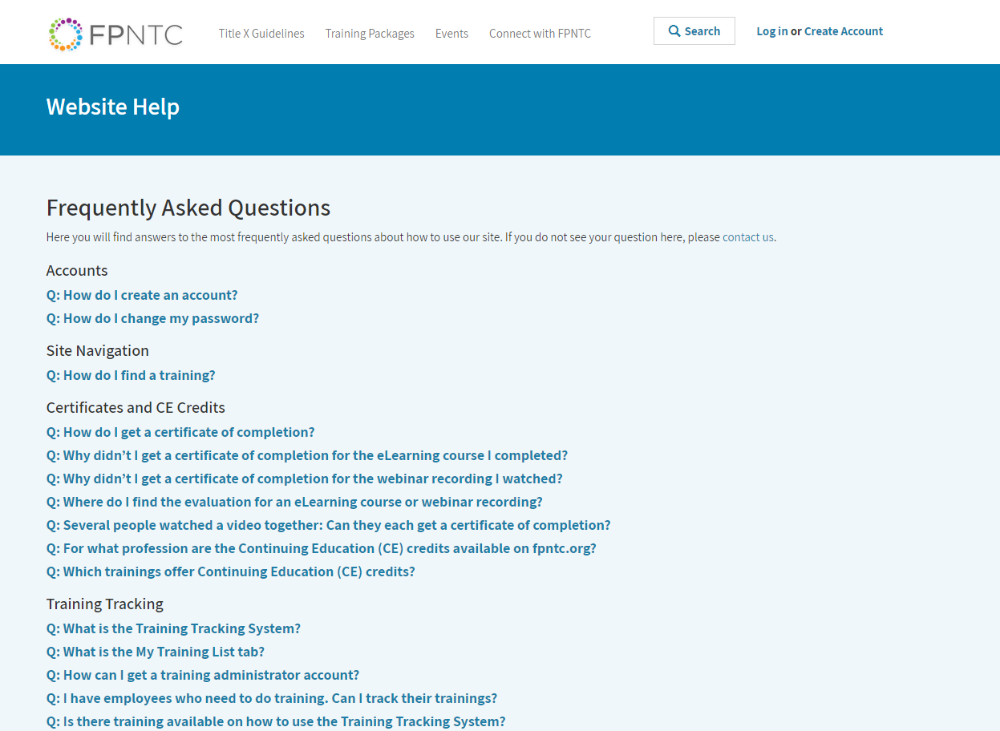 FPNTC
Title X Guidelines
Training Packages
Events
Connect with FPNTC
Search
Log in or Create Account
Website Help
Frequently Asked Questions
Here you will find answers to the most frequently asked questions about how to use our site. If you do not see your question here, please contact us.
Accounts
Q: How do I create an account?
Q: How do I change my password?
Site Navigation
Q: How do I find a training?
Certificates and CE Credits
Q: How do I get a certificate of completion?
Q: Why didn’t I get a certificate of completion for the eLearning course I completed?
Q: Why didn’t I get a certificate of completion for the webinar recording I watched?
Q: Where do I find the evaluation for an eLearning course or webinar recording?
Q: Several people watched a video together: Can they each get a certificate of completion?
Q: For what profession are the Continuing Education (CE) credits available on fpntc.org?
Q: Which trainings offer Continuing Education (CE) credits?
Training Tracking
Q: What is the Training Tracking System?
Q: What is the My Training List tab?
Q: How can I get a training administrator account?
Q: I have employees who need to do training. Can I track their trainings?
Q: Is there training available on how to use the Training Tracking System?